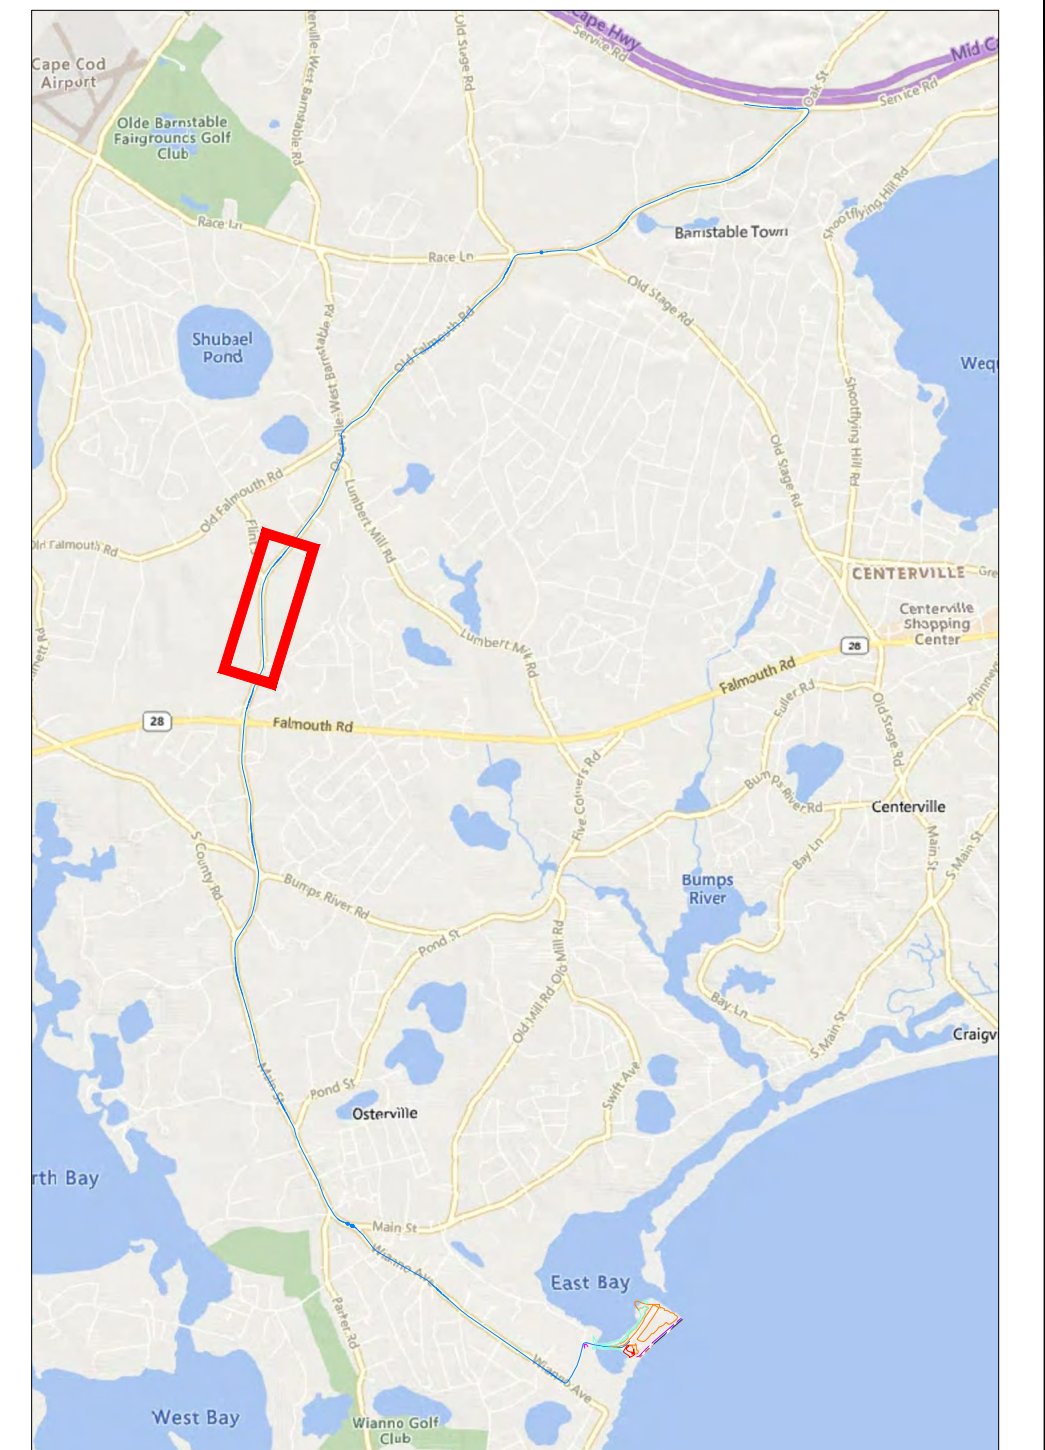 Cape Hwy
Service Rd
Mid C
Oak St
Service Rd
Cape Cod
Airport
Old Stage Rd
Olde Barnstable
Fairgrounds Golf
Club
Shootflying Hill Rd
Race Ln
Barnstable Town
Race Ln
Old Stage Rd
Shubael
Pond
Old Falmouth Rd
Weq
Shootflying Hill Rd
Old Stage Rd
Old Falmouth Rd
Lumbert Mill Rd
Old Falmouth Rd
Flint
CENTERVILLE
Gre
Centerville
Shopping
Center
Lumbert Mill Rd
28
Falmouth Rd
Fuller Rd
Phinney
28
Falmouth Rd
Old Stage Rd
Five Corners Rd
Bumps River Rd
Centerville
S County Rd
Main St
S Main St
Bay Ln
Bumps
River
Bumps River Rd
Pond St
Old Mill Rd
Old Mill Rd
Bay Ln
S Main St
Craigv
Main St
Pond St
Swift Ave
Osterville
rth Bay
Main St
Wianno Ave
East Bay
Parker Rd
Wianno Ave
West Bay
Wianno Golf
Club